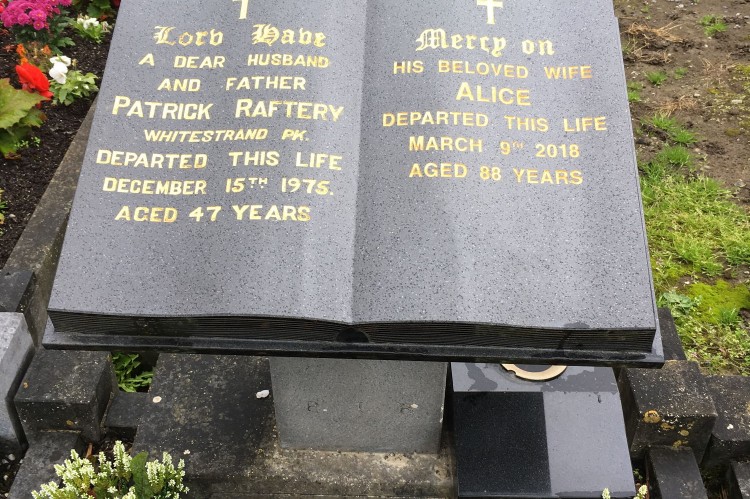 Lord Have
A DEAR HUSBAND
AND FATHER
PATRICK RAFTERY
WHITESTRAND PK.
DEPARTED THIS LIFE
DECEMBER 15TH 1975.
AGED 47 YEARS
Mercy on
HIS BELOVED WIFE
ALICE
DEPARTED THIS LIFE
MARCH 9TH 2018
AGED 88 YEARS